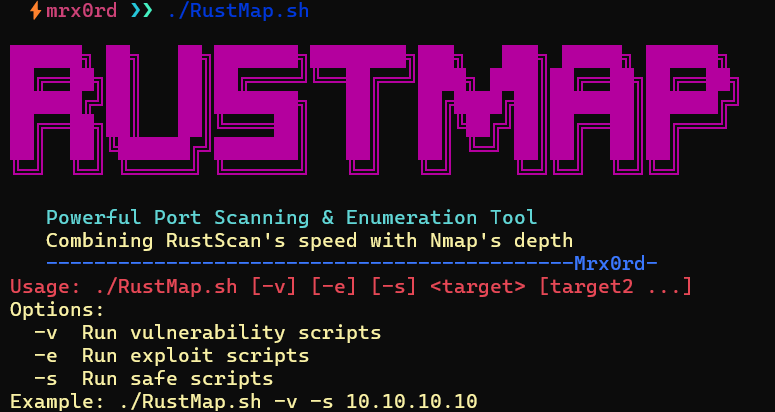 mrx0rd ❯❯ ./RustMap.sh
RUSTMAP
Powerful Port Scanning & Enumeration Tool
Combining RustScan's speed with Nmap's depth
--------------------------------------------Mrx0rd-
Usage: ./RustMap.sh [-v] [-e] [-s] <target> [target2 ...]
Options:
-v Run vulnerability scripts
-e Run exploit scripts
-s Run safe scripts
Example: ./RustMap.sh -v -s 10.10.10.10